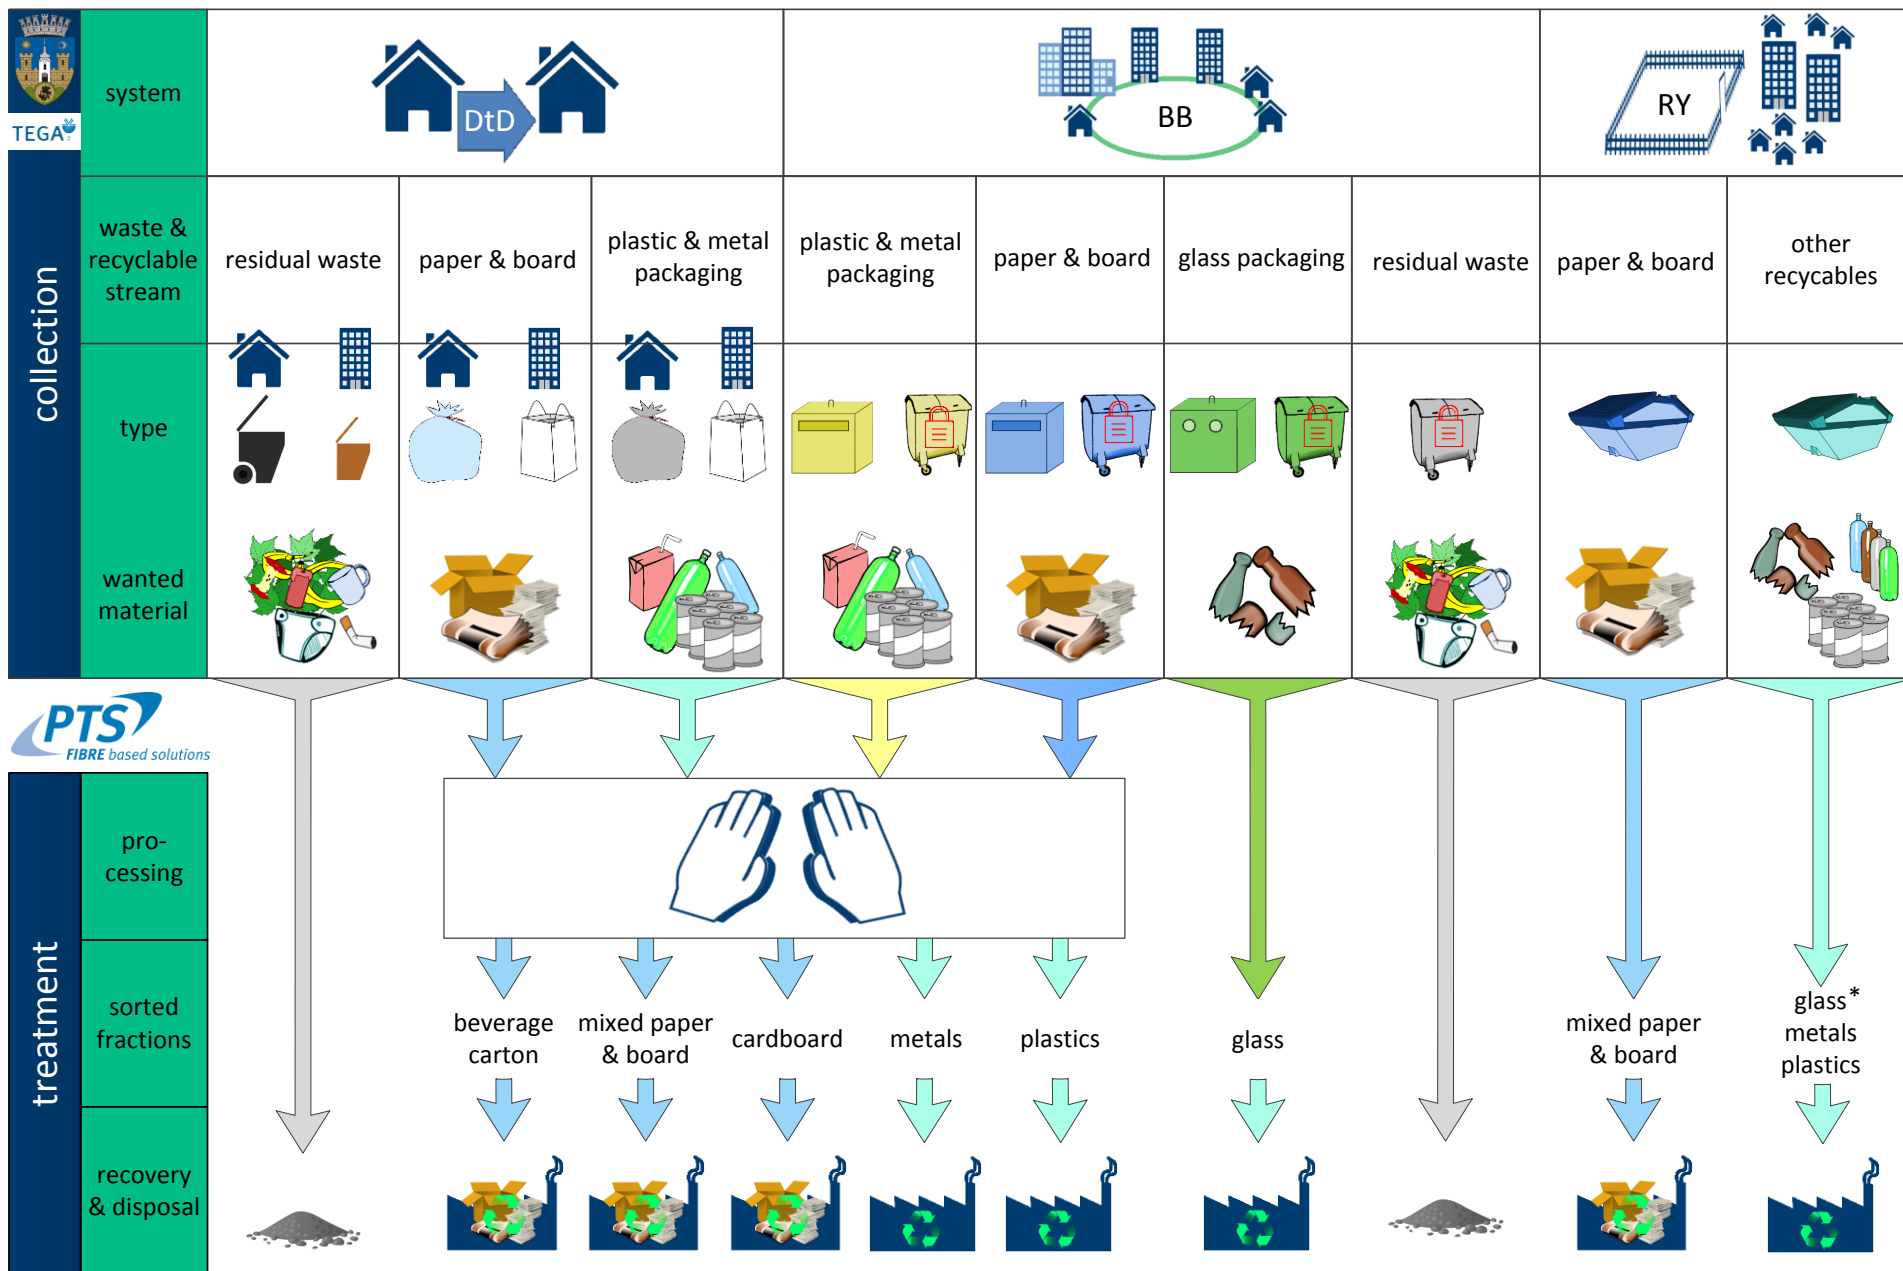 system
DtD
BB
RY
TEGA
collection
waste &
recyclable
stream
residual waste
paper & board
plastic & metal
packaging
plastic & metal
packaging
paper & board
glass packaging
residual waste
paper & board
other
recycables
type
wanted
material
PTS
FIBRE based solutions
treatment
pro-
cessing
sorted
fractions
beverage
carton
mixed paper
& board
cardboard
metals
plastics
glass
mixed paper
& board
glass*
metals
plastics
recovery
& disposal